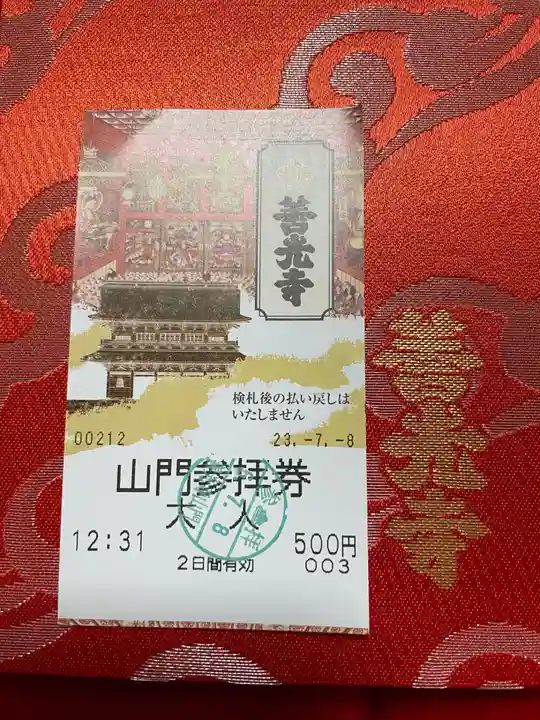 善光寺
検札後の払い戻しは
いたしません
00212
23.-7.-8
山門参拝券
大人
12:31
500円
2日間有効
003
善光寺